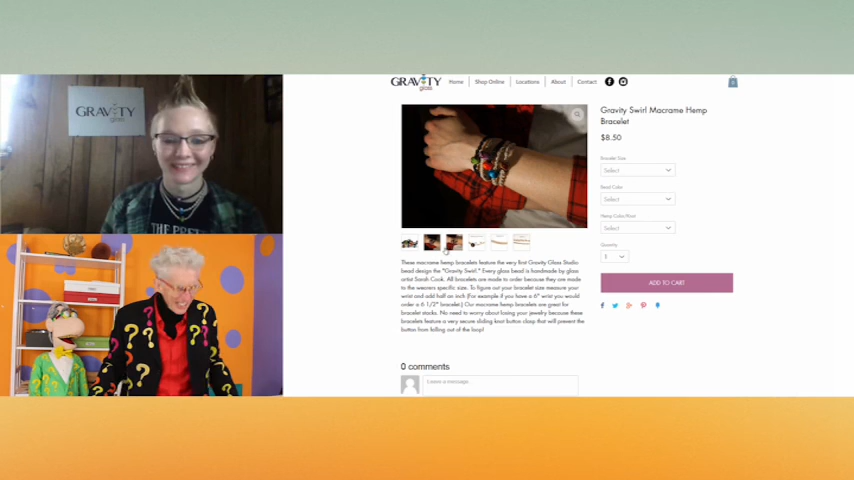 GRAVITY
glass
THE PRET
GRAVITY
glass
Home
Shop Online
Locations
About
Contact
0
Gravity Swirl Macrame Hemp
Bracelet
$8.50
Bracelet Size
Select
Bead Color
Select
Hemp Color/Knot
Select
Quantity
1
ADD TO CART
These macrame hemp bracelets feature the very first Gravity Glass Studio
bead design the "Gravity Swirl." Every glass bead is handmade by glass
artist Sarah Cook. All bracelets are made to order because they are made
to the wearers specific size. To figure out your bracelet size measure your
wrist and add half an inch (For example if you have a 6" wrist you would
order a 6 1/2" bracelet.) Our macrame hemp bracelets are great for
bracelet stacks. No need to worry about losing your jewelry because these
bracelets feature a very secure sliding knot button clasp that will prevent the
button from falling out of the loop!
0 comments
Leave a message..